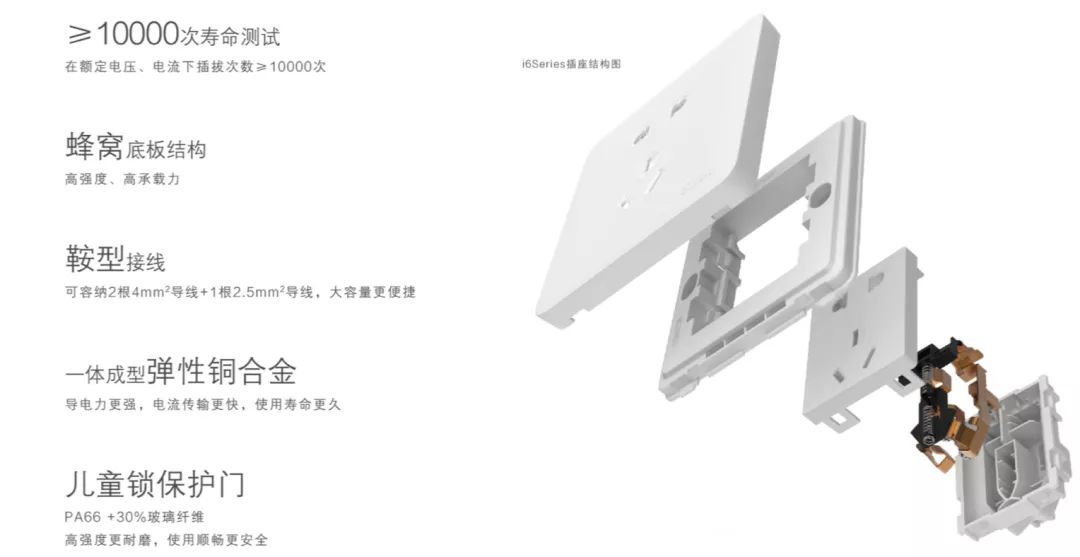 ≥10000次寿命测试
在额定电压、电流下插拔次数≥10000次
i6Series插座结构图
蜂窝底板结构
高强度、高承载力
鞍型接线
可容纳2根4mm²导线+1根2.5mm²导线，大容量更便捷
一体成型弹性铜合金
导电力更强，电流传输更快，使用寿命更久
儿童锁保护门
PA66 +30%玻璃纤维
高强度更耐磨，使用顺畅更安全